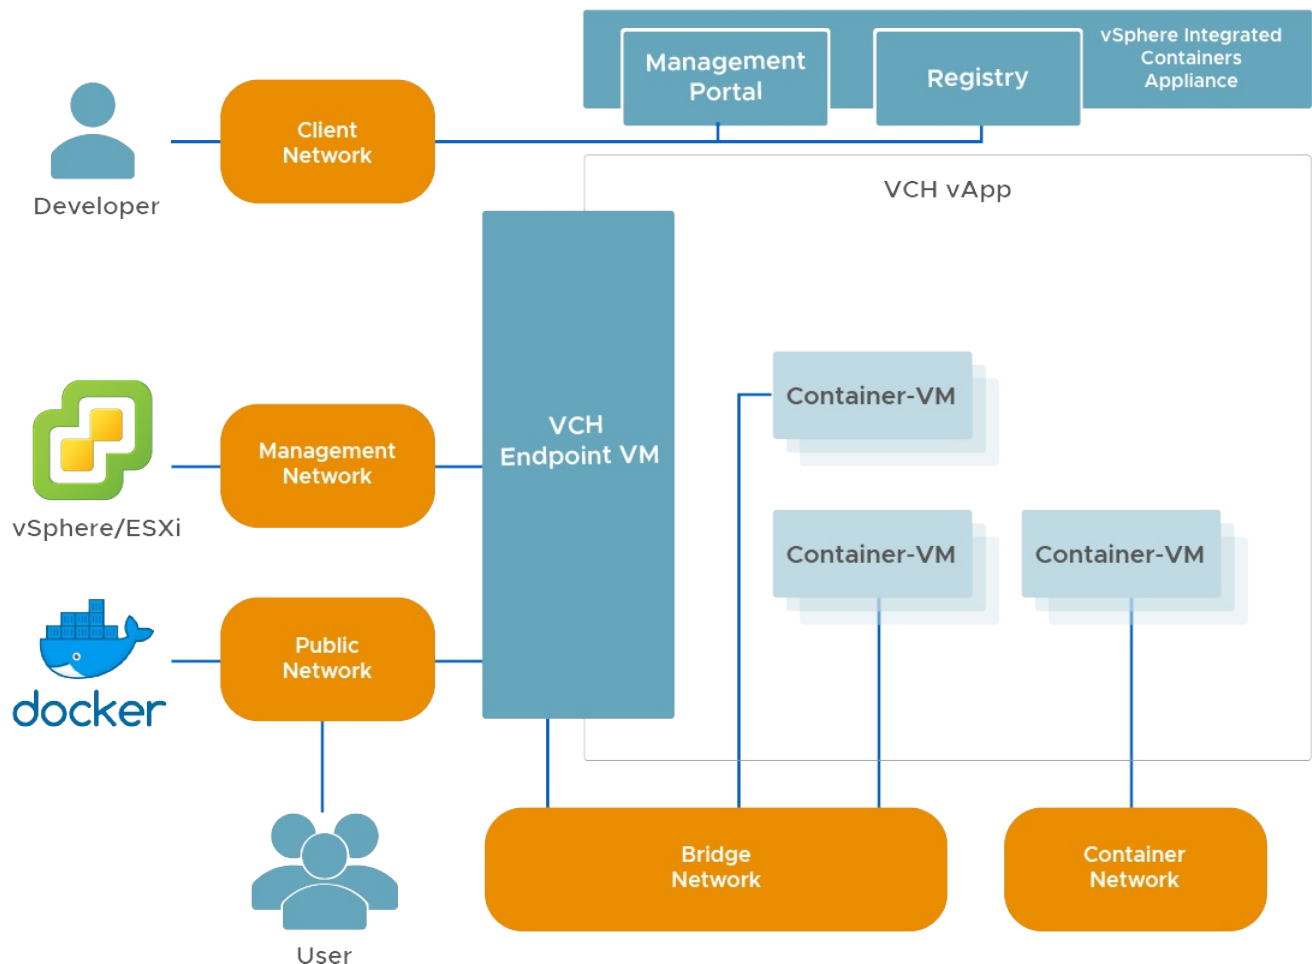 vSphere Integrated
Containers
Appliance
Management
Portal
Registry
Client
Network
Developer
VCH vApp
VCH
Endpoint VM
Container-VM
Management
Network
vSphere/ESXi
Container-VM
Container-VM
Public
Network
docker
Bridge
Network
Container
Network
User